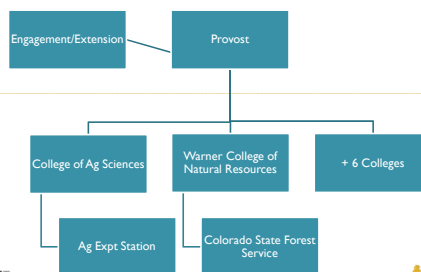 Engagement/Extension
Provost
College of Ag Sciences
Warner College of
Natural Resources
+ 6 Colleges
Ag Expt Station
Colorado State Forest
Service